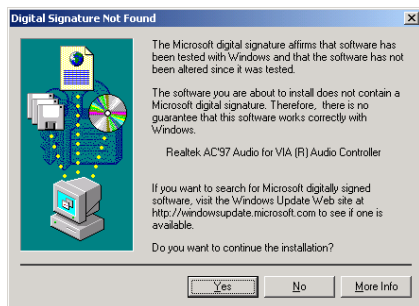 Digital Signature Not Found
The Microsoft digital signature affirms that software has
been tested with Windows and that the software has not
been altered since it was tested.
The software you are about to install does not contain a
Microsoft digital signature. Therefore, there is no
guarantee that this software works correctly with
Windows.
Realtek AC'97 Audio for VIA (R) Audio Controller
If you want to search for Microsoft digitally signed
software, visit the Windows Update Web site at
http://windowsupdate.microsoft.com to see if one is
available.
Do you want to continue the installation?
Yes No More Info